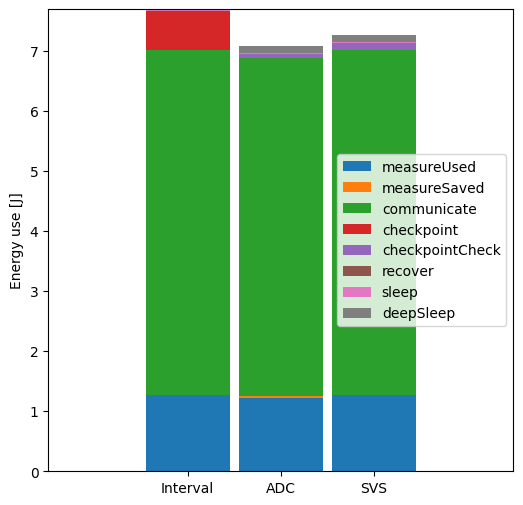 7
6
5
4
3
2
1
0
Energy use [J]
measureUsed
measureSaved
communicate
checkpoint
checkpointCheck
recover
sleep
deepSleep
Interval ADC SVS